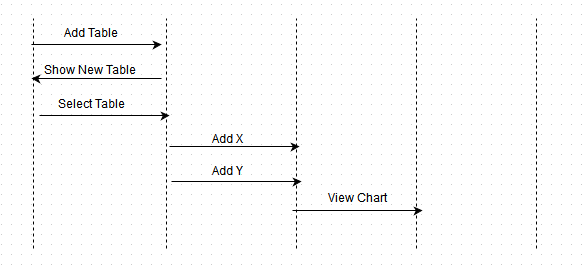 Add Table
Show New Table
Select Table
Add X
Add Y
View Chart